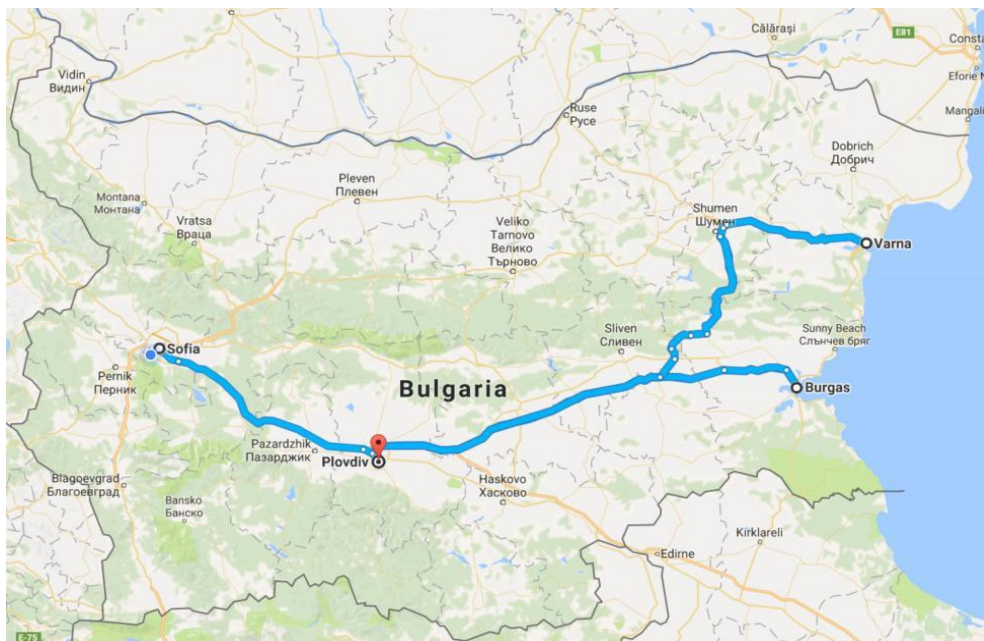 Călărași
E81
Consta
Vidin
Видин
Eforie N
Ruse
Русе
Mangali
Dobrich
Добрич
Pleven
Плевен
Montana
Монтана
Shumen
Шумен
Vratsa
Враца
Veliko
Tarnovo
Велико
Търново
Varna
Sofia
Sliven
Сливен
Sunny Beach
Слънчев бряг
Pernik
Перник
Bulgaria
Burgas
Pazardzhik
Пазарджик
Plovdiv
Blagoevgrad
Благоевград
Haskovo
Хасково
Bansko
Банско
Kirklareli
Edirne
E-75